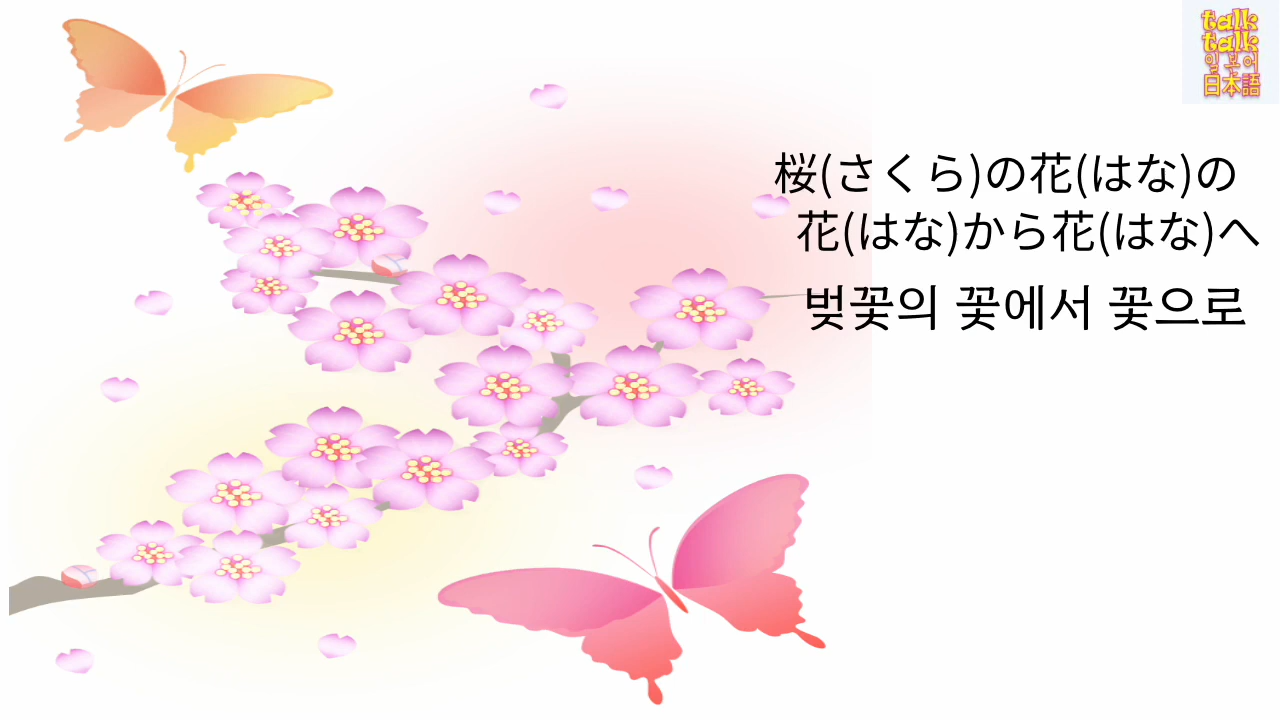 talk
talk
일본어
日本語
桜(さくら)の花(はな)の
花(はな)から花(はな)へ
벚꽃의 꽃에서 꽃으로